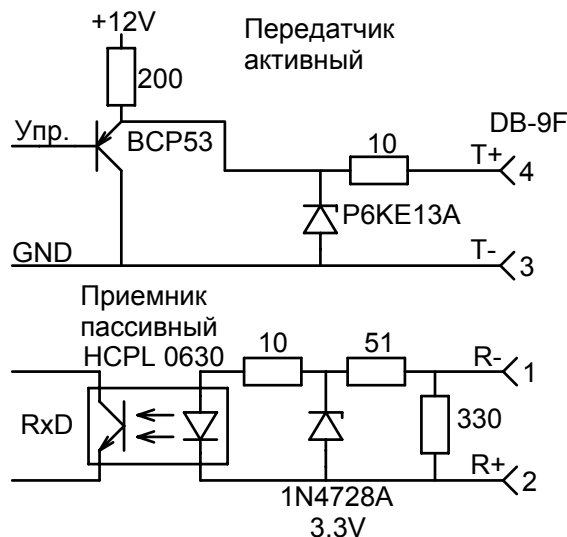 +12V
Передатчик
активный
200
Упр.
BCP53
DB-9F
10
T+
4
P6KE13A
GND
T-
3
Приемник
пассивный
HCPL 0630
10
51
R-
1
RxD
330
R+
2
1N4728A
3.3V